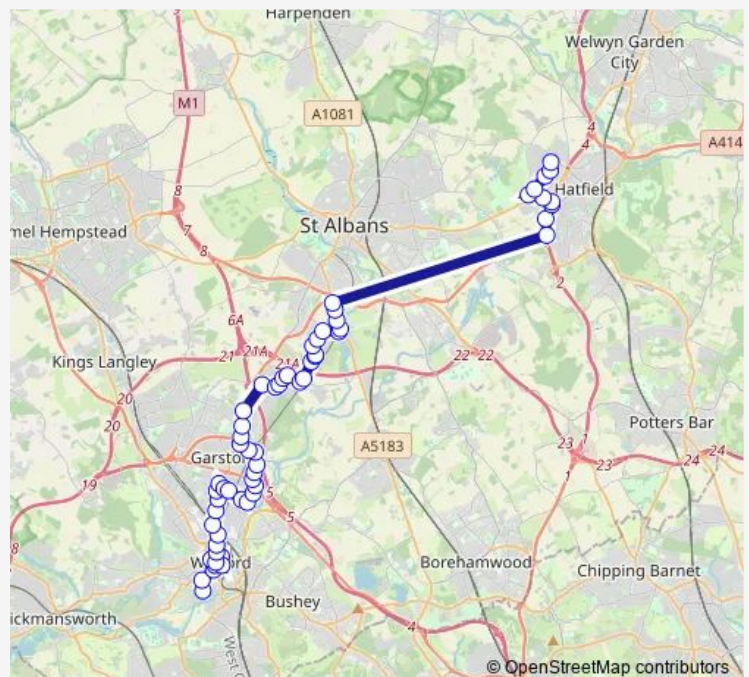 Harpenden
Welwyn Garden
City
M1
A1081
4
4
A414
Hatfield
8
7
8
mel Hempstead
St Albans
2
6A
21
21A
21A
22
22
Kings Langley
20
20
Potters Bar
A5183
23
1
23
24
24
1
Garston
19
5
5
8
Borehamwood
Chipping Barnet
Bushey
ickmansworth
4
© OpenStreetMap contributors